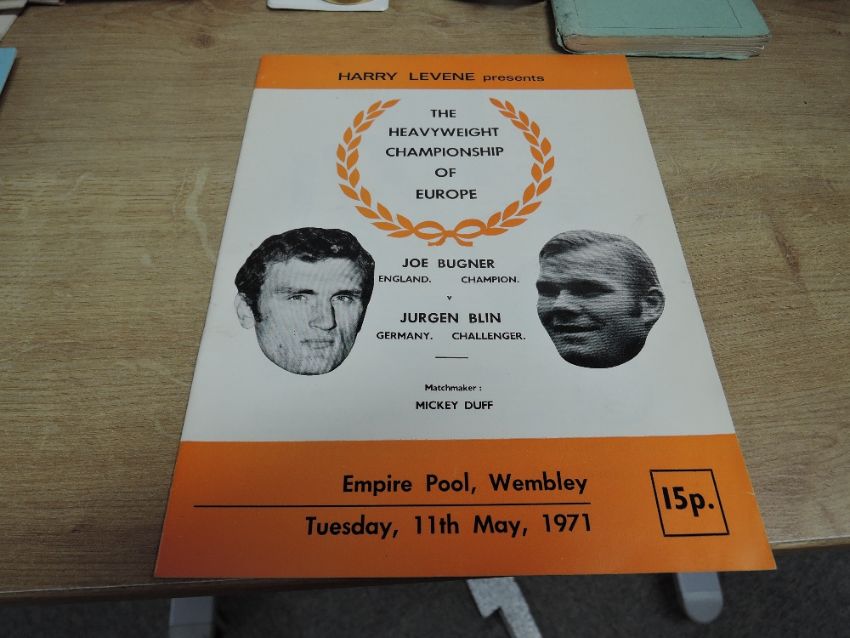 HARRY LEVENE presents
THE
HEAVYWEIGHT
CHAMPIONSHIP
OF
EUROPE
JOE BUGNER
ENGLAND. CHAMPION.
v
JURGEN BLIN
GERMANY. CHALLENGER.
Matchmaker :
MICKEY DUFF
Empire Pool, Wembley
15p.
Tuesday, 11th May, 1971